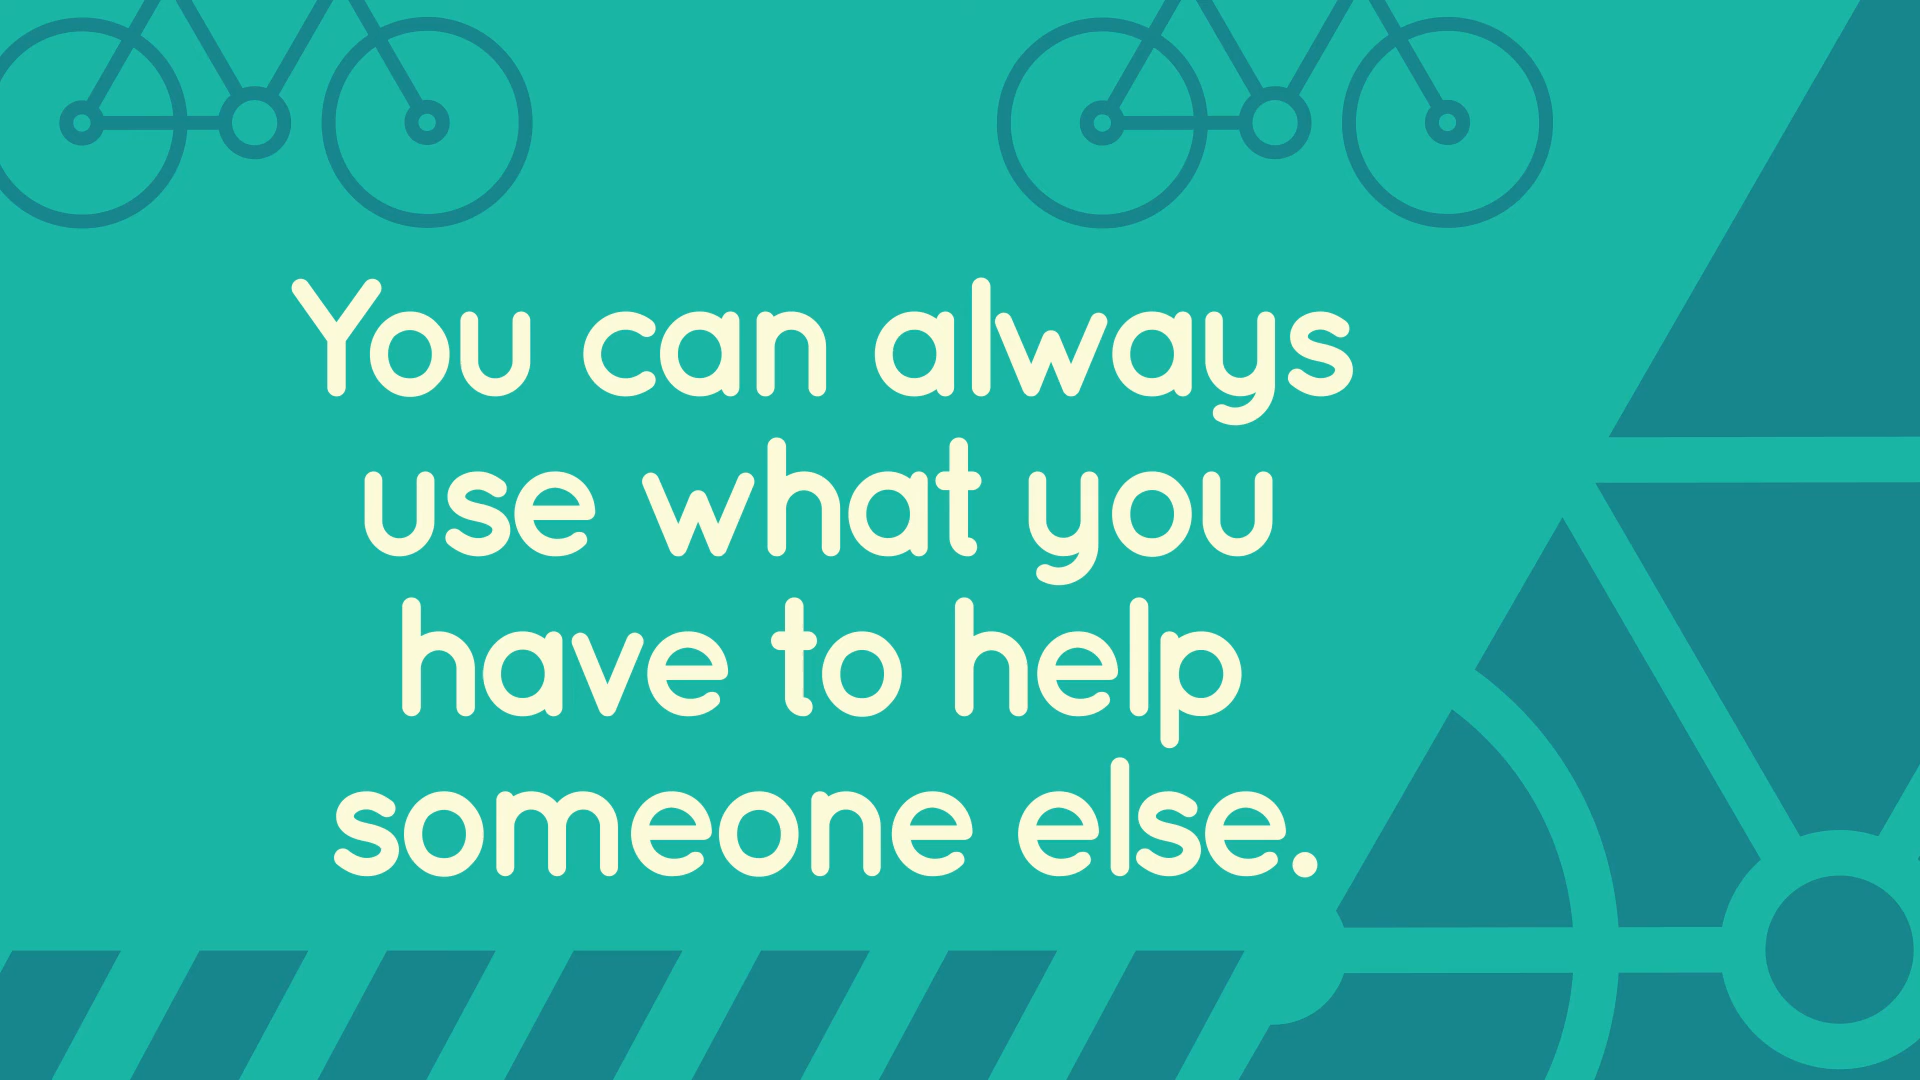 You can always
use what you
have to help
someone else.